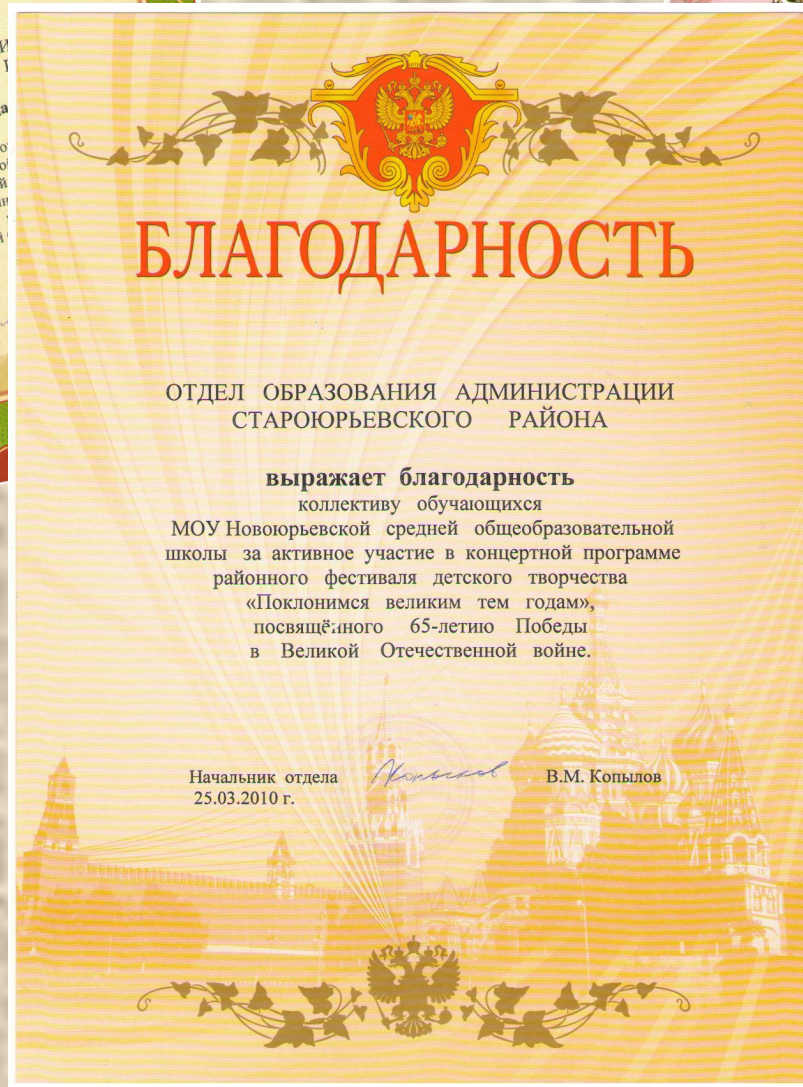 БЛАГОДАРНОСТЬ
ОТДЕЛ ОБРАЗОВАНИЯ АДМИНИСТРАЦИИ
СТАРОЮРЬЕВСКОГО РАЙОНА
выражает благодарность
коллективу обучающихся
МОУ Новоюрьевской средней общеобразовательной
школы за активное участие в концертной программе
районного фестиваля детского творчества
«Поклонимся великим тем годам»,
посвящённого 65-летию Победы
в Великой Отечественной войне.
Начальник отдела В.М. Копылов
25.03.2010 г.